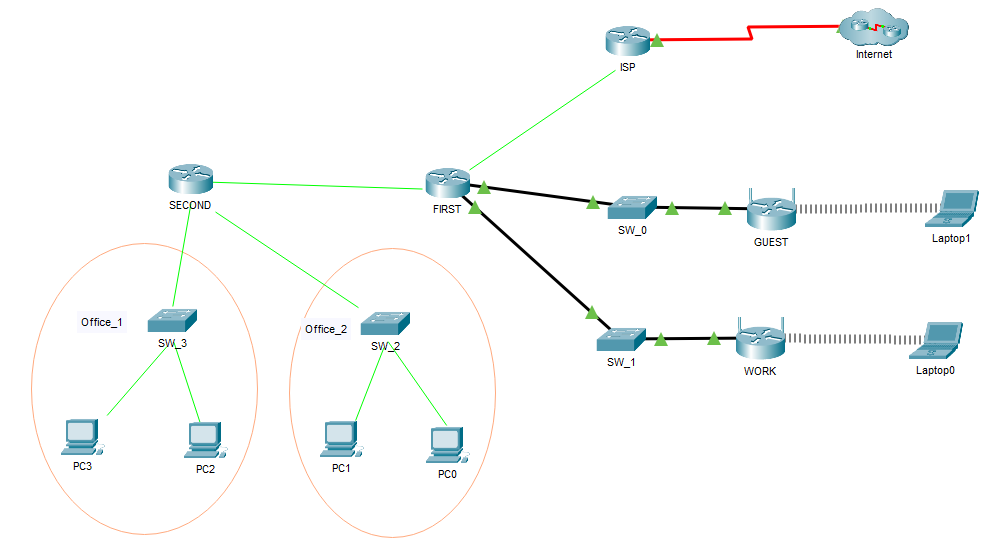 ISP
Internet
SECOND
FIRST
SW_0
GUEST
Laptop1
Office_1
SW_3
Office_2
SW_2
SW_1
WORK
Laptop0
PC3
PC2
PC1
PC0